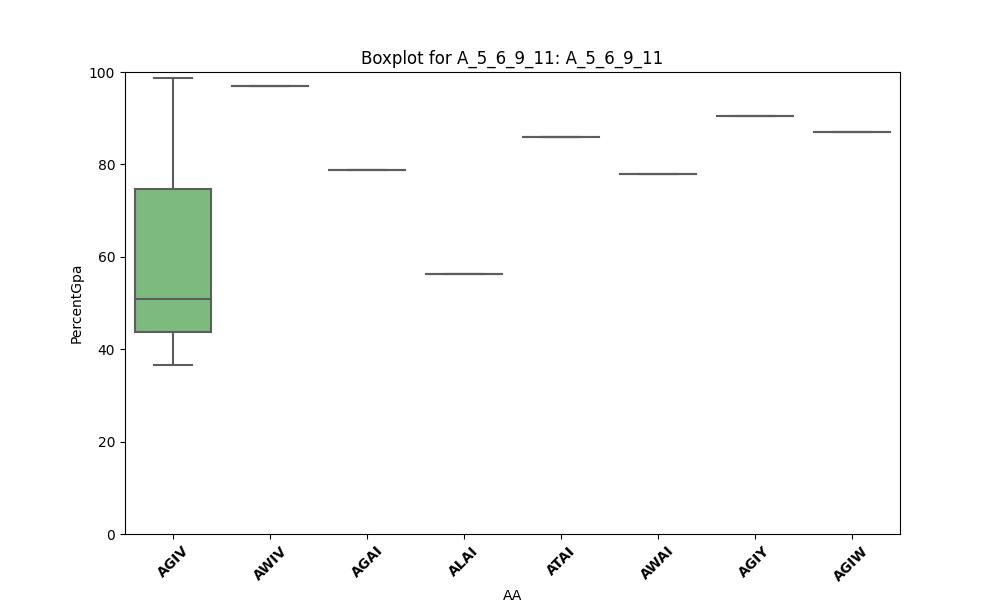 Boxplot for A_5_6_9_11: A_5_6_9_11
100
80
60
40
20
0
PercentGpa
AGIV
AWIV
AGAI
ALAI
ATAI
AWAI
AGIY
AGIW
AA